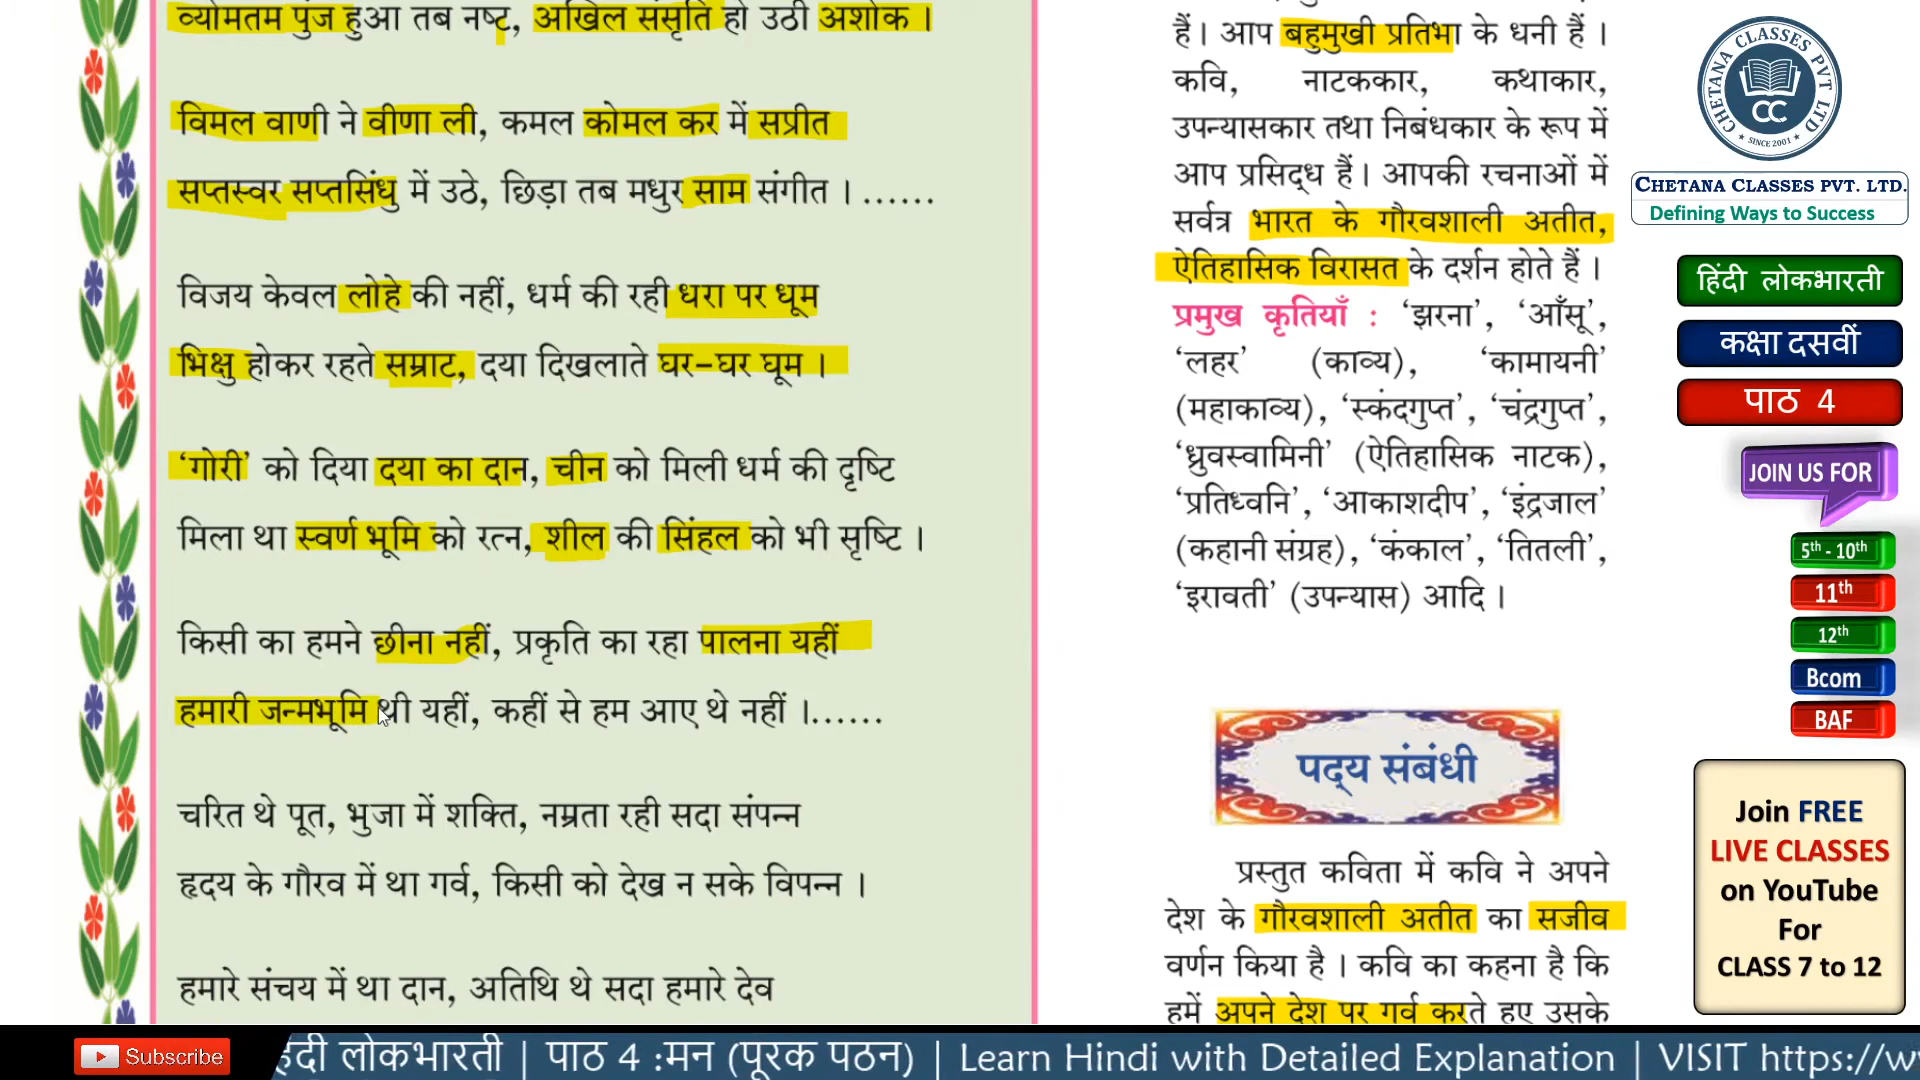 व्योमतम पुंज हुआ तब नष्ट, अखिल संसृति हो उठी अशोक ।
विमल वाणी ने वीणा ली, कमल कोमल कर में सप्रीत
सप्तस्वर सप्तसिंधु में उठे, छिड़ा तब मधुर साम संगीत । ......
विजय केवल लोहे की नहीं, धर्म की रही धरा पर धूम
भिक्षु होकर रहते सम्राट, दया दिखलाते घर-घर घूम ।
‘गोरी’ को दिया दया का दान, चीन को मिली धर्म की दृष्टि
मिला था स्वर्ण भूमि को रत्न, शील की सिंहल को भी सृष्टि ।
किसी का हमने छीना नहीं, प्रकृति का रहा पालना यहीं
हमारी जन्मभूमि थी यहीं, कहीं से हम आए थे नहीं ।......
चरित थे पूत, भुजा में शक्ति, नम्रता रही सदा संपन्न
हृदय के गौरव में था गर्व, किसी को देख न सके विपन्न ।
हमारे संचय में था दान, अतिथि थे सदा हमारे देव
हैं। आप बहुमुखी प्रतिभा के धनी हैं ।
कवि, नाटककार, कथाकार,
उपन्यासकार तथा निबंधकार के रूप में
आप प्रसिद्ध हैं। आपकी रचनाओं में
सर्वत्र भारत के गौरवशाली अतीत,
ऐतिहासिक विरासत के दर्शन होते हैं ।
प्रमुख कृतियाँ : ‘झरना’, ‘आँसू’,
‘लहर’ (काव्य), ‘कामायनी’
(महाकाव्य), ‘स्कंदगुप्त’, ‘चंद्रगुप्त’,
‘ध्रुवस्वामिनी’ (ऐतिहासिक नाटक),
‘प्रतिध्वनि’, ‘आकाशदीप’, ‘इंद्रजाल’
(कहानी संग्रह), ‘कंकाल’, ‘तितली’,
‘इरावती’ (उपन्यास) आदि ।
पद्य संबंधी
प्रस्तुत कविता में कवि ने अपने
देश के गौरवशाली अतीत का सजीव
वर्णन किया है । कवि का कहना है कि
हमें अपने देश पर गर्व करते हुए उसके
CHETANA CLASSES PVT LTD
CC
SINCE 2001
CHETANA CLASSES PVT. LTD.
Defining Ways to Success
हिंदी लोकभारती
कक्षा दसवीं
पाठ 4
JOIN US FOR
5th - 10th
11th
12th
Bcom
BAF
Join FREE
LIVE CLASSES
on YouTube
For
CLASS 7 to 12
Subscribe
हिंदी लोकभारती | पाठ 4 :मन (पूरक पठन) | Learn Hindi with Detailed Explanation | VISIT https://w